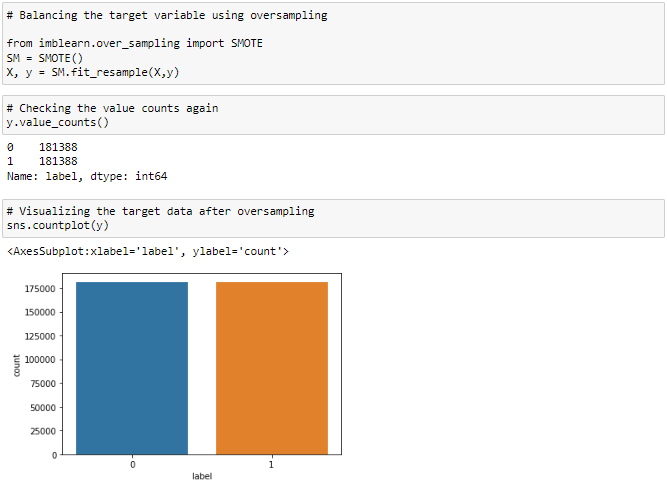 # Balancing the target variable using oversampling
from imblearn.over_sampling import SMOTE
SM = SMOTE()
X, y = SM.fit_resample(X,y)
# Checking the value counts again
y.value_counts()
0    181388
1    181388
Name: label, dtype: int64
# Visualizing the target data after oversampling
sns.countplot(y)
<AxesSubplot:xlabel='label', ylabel='count'>
175000
150000
125000
100000
75000
50000
25000
0
count
0 1
label